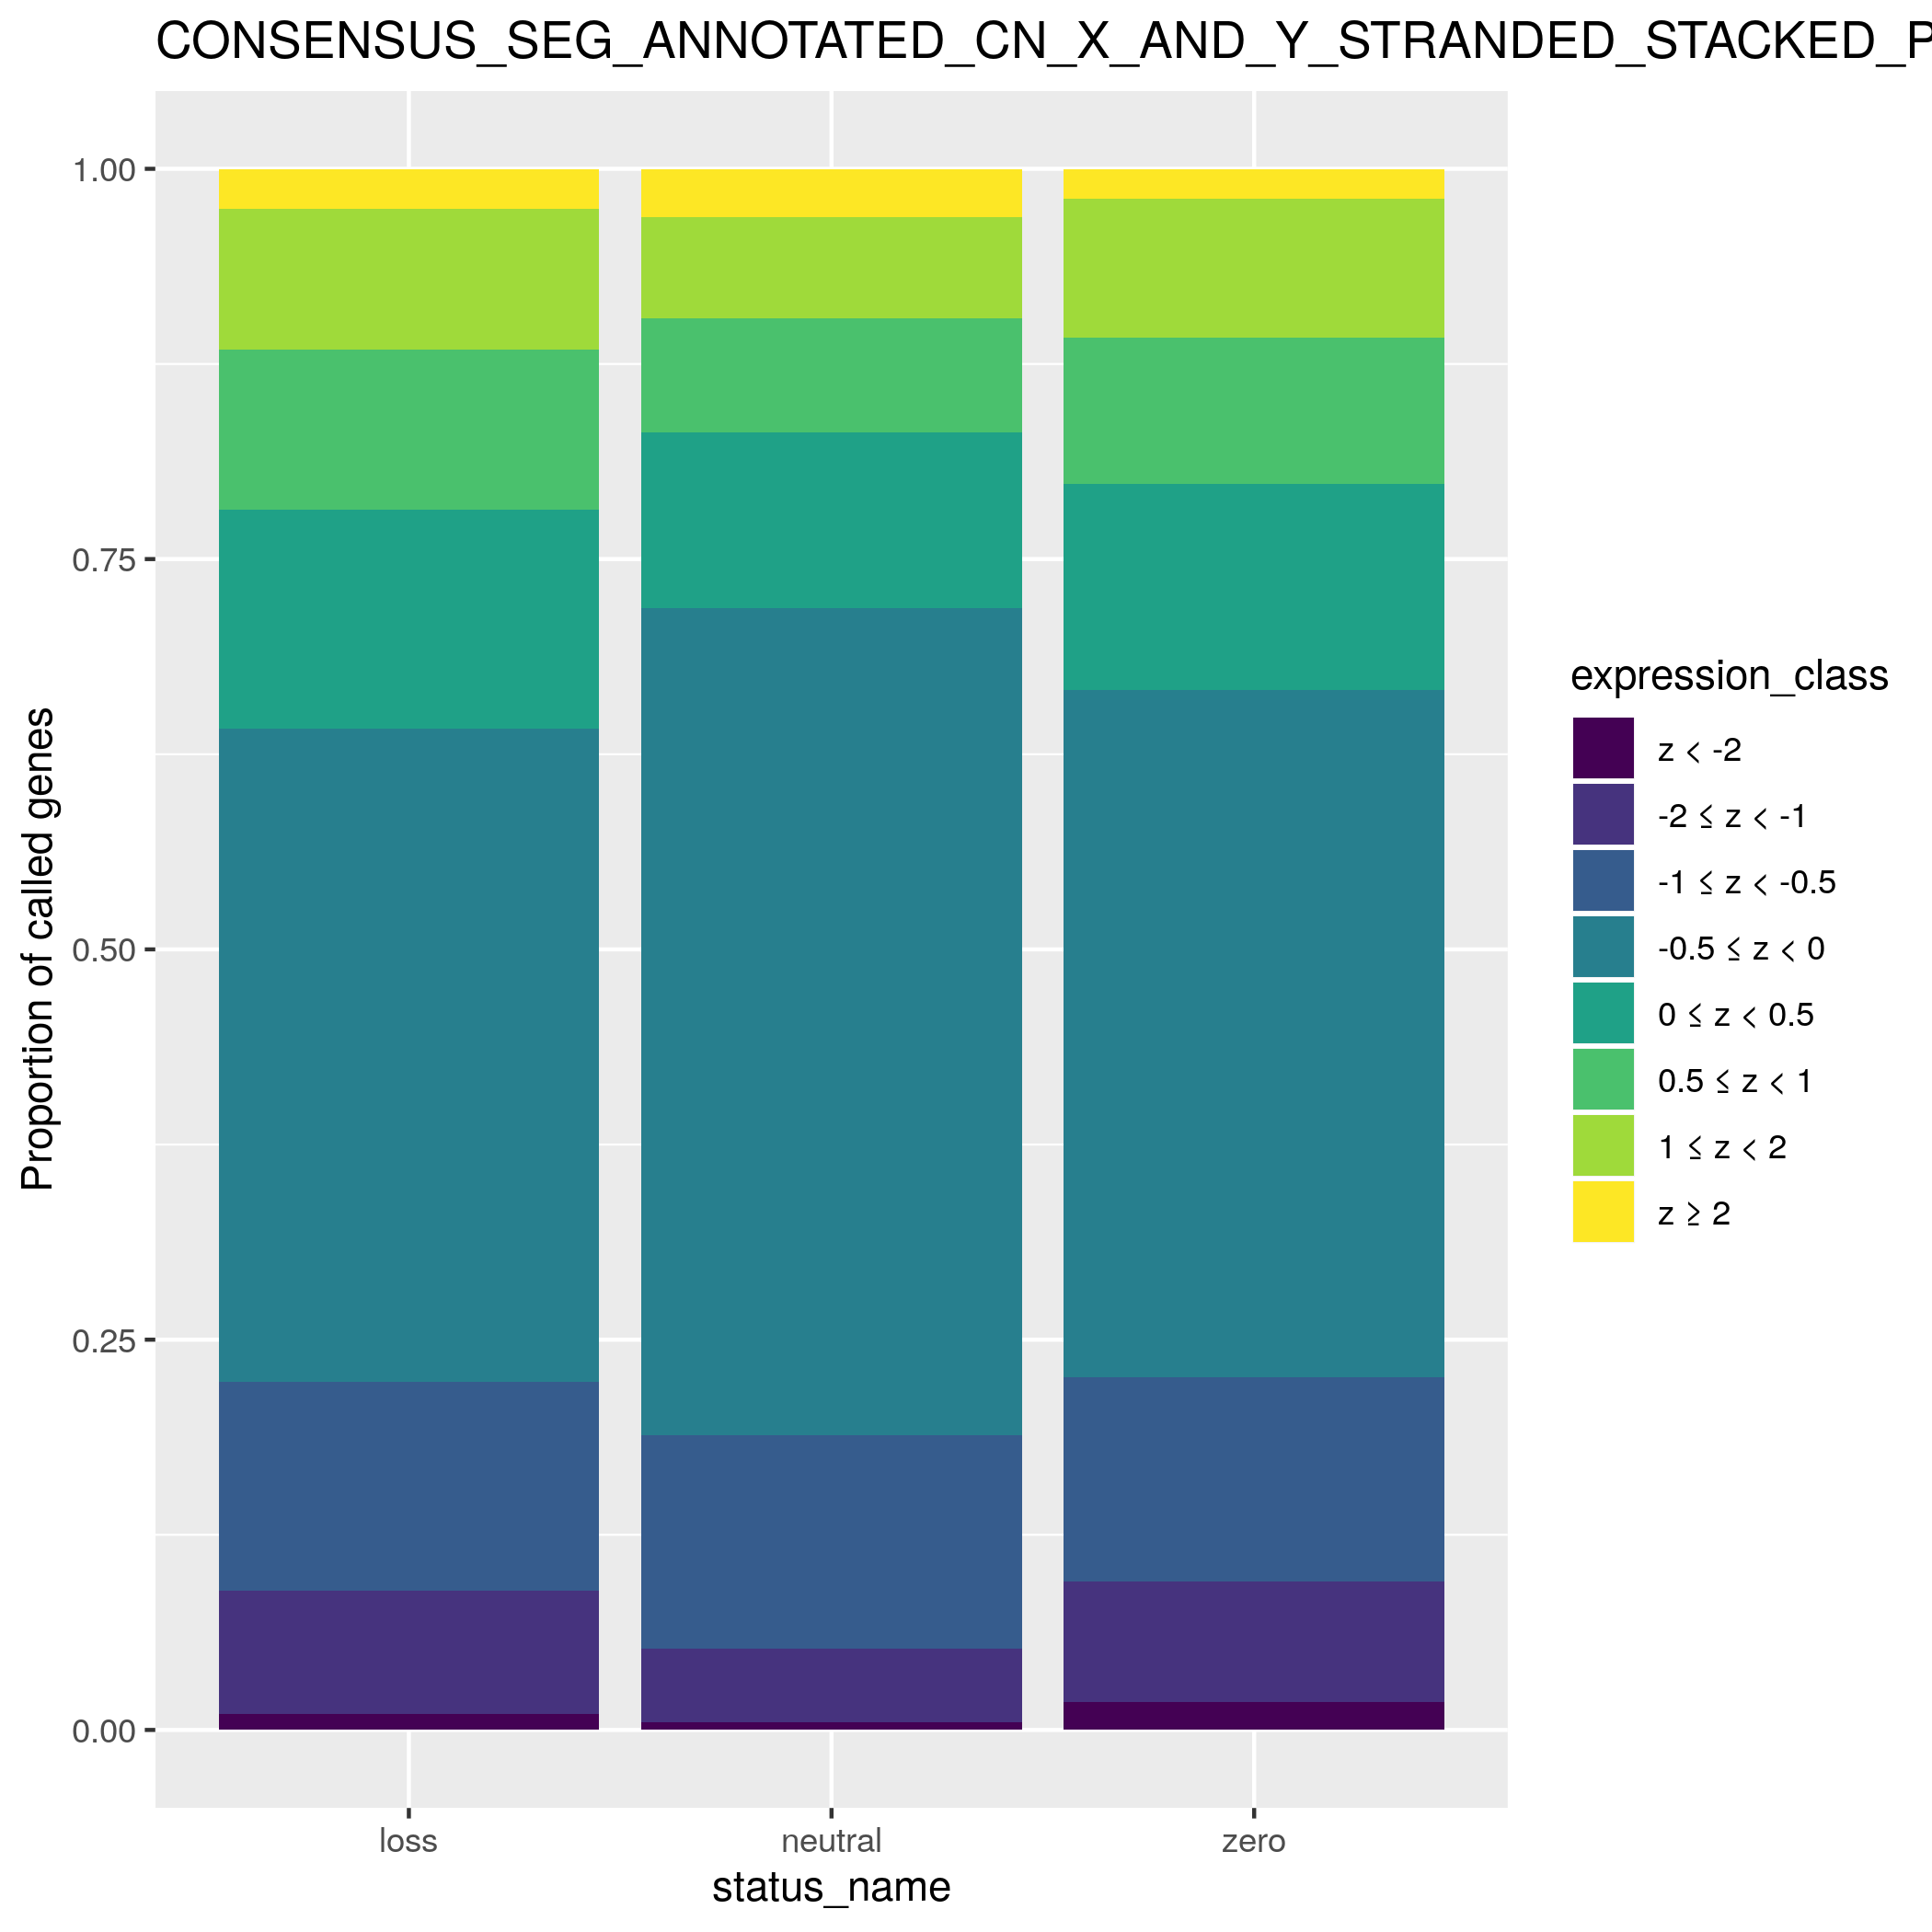 CONSENSUS_SEG_ANNOTATED_CN_X_AND_Y_STRANDED_STACKED_P
1.00
0.75
0.50
0.25
0.00
Proportion of called genes
loss
neutral
zero
status_name
expression_class
z < -2
-2 ≤ z < -1
-1 ≤ z < -0.5
-0.5 ≤ z < 0
0 ≤ z < 0.5
0.5 ≤ z < 1
1 ≤ z < 2
z ≥ 2